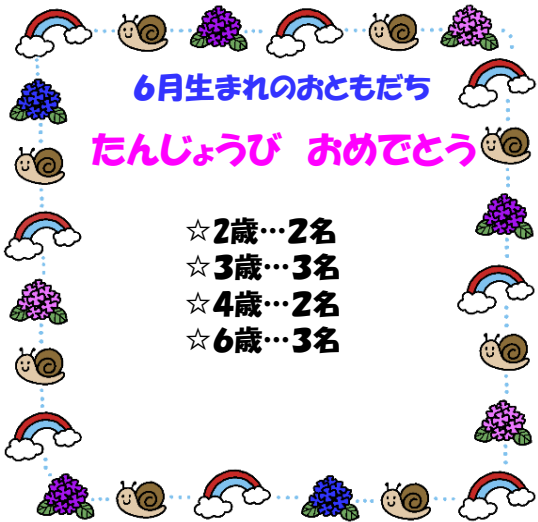 6月生まれのおともだち
たんじょうび　おめでとう
☆2歳…2名
☆3歳…3名
☆4歳…2名
☆6歳…3名